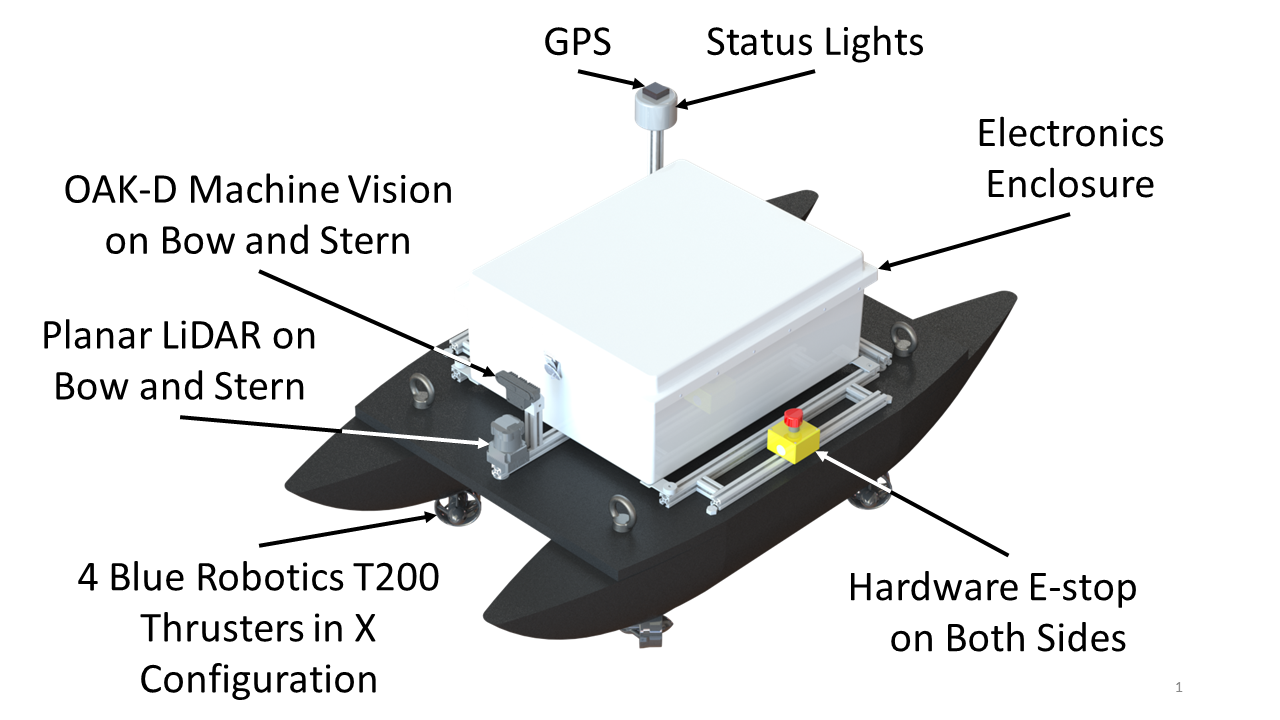 GPS
Status Lights
Electronics
Enclosure
OAK-D Machine Vision
on Bow and Stern
Planar LiDAR on
Bow and Stern
4 Blue Robotics T200
Thrusters in X
Configuration
Hardware E-stop
on Both Sides
1